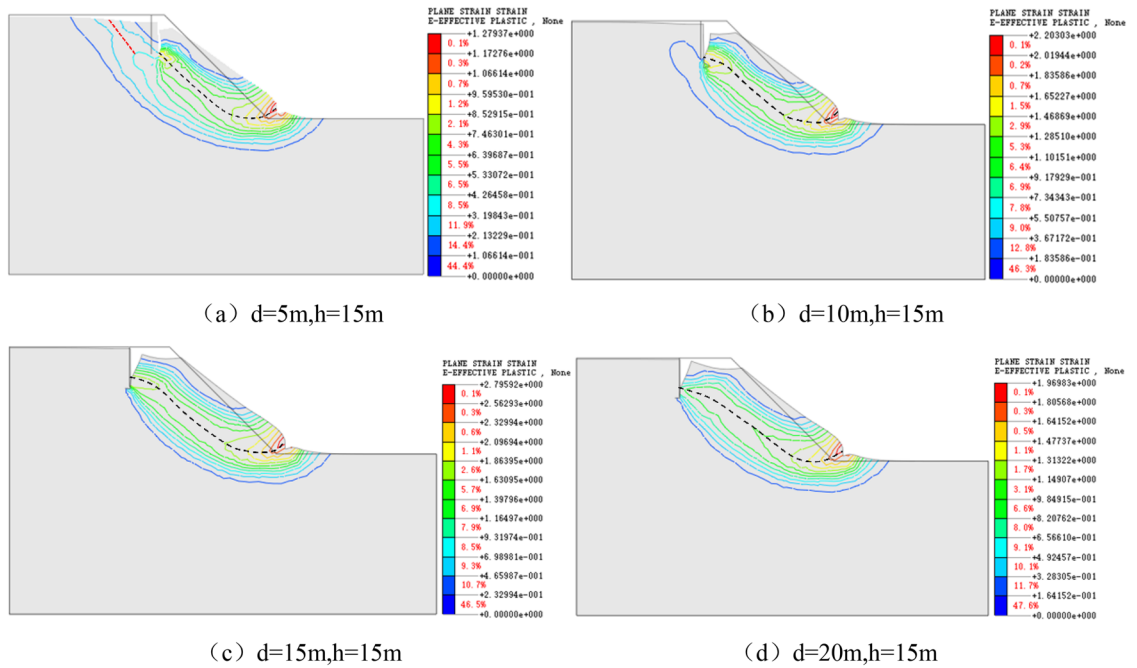 PLANE STRAIN STRAIN
E-EFFECTIVE PLASTIC , None
+1.27937e+000
0.1%
+1.17276e+000
0.3%
+1.06614e+000
0.7%
+9.59530e-001
1.2%
+8.52915e-001
2.1%
+7.46301e-001
4.3%
+6.39687e-001
5.5%
+5.33072e-001
6.5%
+4.26458e-001
8.5%
+3.19843e-001
11.9%
+2.13229e-001
14.4%
+1.06614e-001
44.4%
+0.00000e+000
(a) d=5m,h=15m
PLANE STRAIN STRAIN
E-EFFECTIVE PLASTIC , None
+2.20303e+000
0.1%
+2.01944e+000
0.2%
+1.83586e+000
0.7%
+1.65227e+000
1.5%
+1.46869e+000
2.9%
+1.28510e+000
5.3%
+1.10151e+000
6.4%
+9.17929e-001
6.9%
+7.34343e-001
7.8%
+5.50757e-001
9.0%
+3.67172e-001
12.8%
+1.83586e-001
46.3%
+0.00000e+000
(b) d=10m,h=15m
PLANE STRAIN STRAIN
E-EFFECTIVE PLASTIC , None
+2.79592e+000
0.1%
+2.56293e+000
0.3%
+2.32994e+000
0.6%
+2.09694e+000
1.1%
+1.86395e+000
2.6%
+1.63095e+000
5.7%
+1.39796e+000
6.9%
+1.16497e+000
7.9%
+9.31974e-001
8.5%
+6.98981e-001
9.3%
+4.65987e-001
10.7%
+2.32994e-001
46.5%
+0.00000e+000
(c) d=15m,h=15m
PLANE STRAIN STRAIN
E-EFFECTIVE PLASTIC , None
+1.96983e+000
0.1%
+1.80568e+000
0.3%
+1.64152e+000
0.5%
+1.47737e+000
1.1%
+1.31322e+000
1.7%
+1.14907e+000
3.1%
+9.84915e-001
6.6%
+8.20762e-001
8.0%
+6.56610e-001
9.1%
+4.92457e-001
10.1%
+3.28305e-001
11.7%
+1.64152e-001
47.6%
+0.00000e+000
(d) d=20m,h=15m